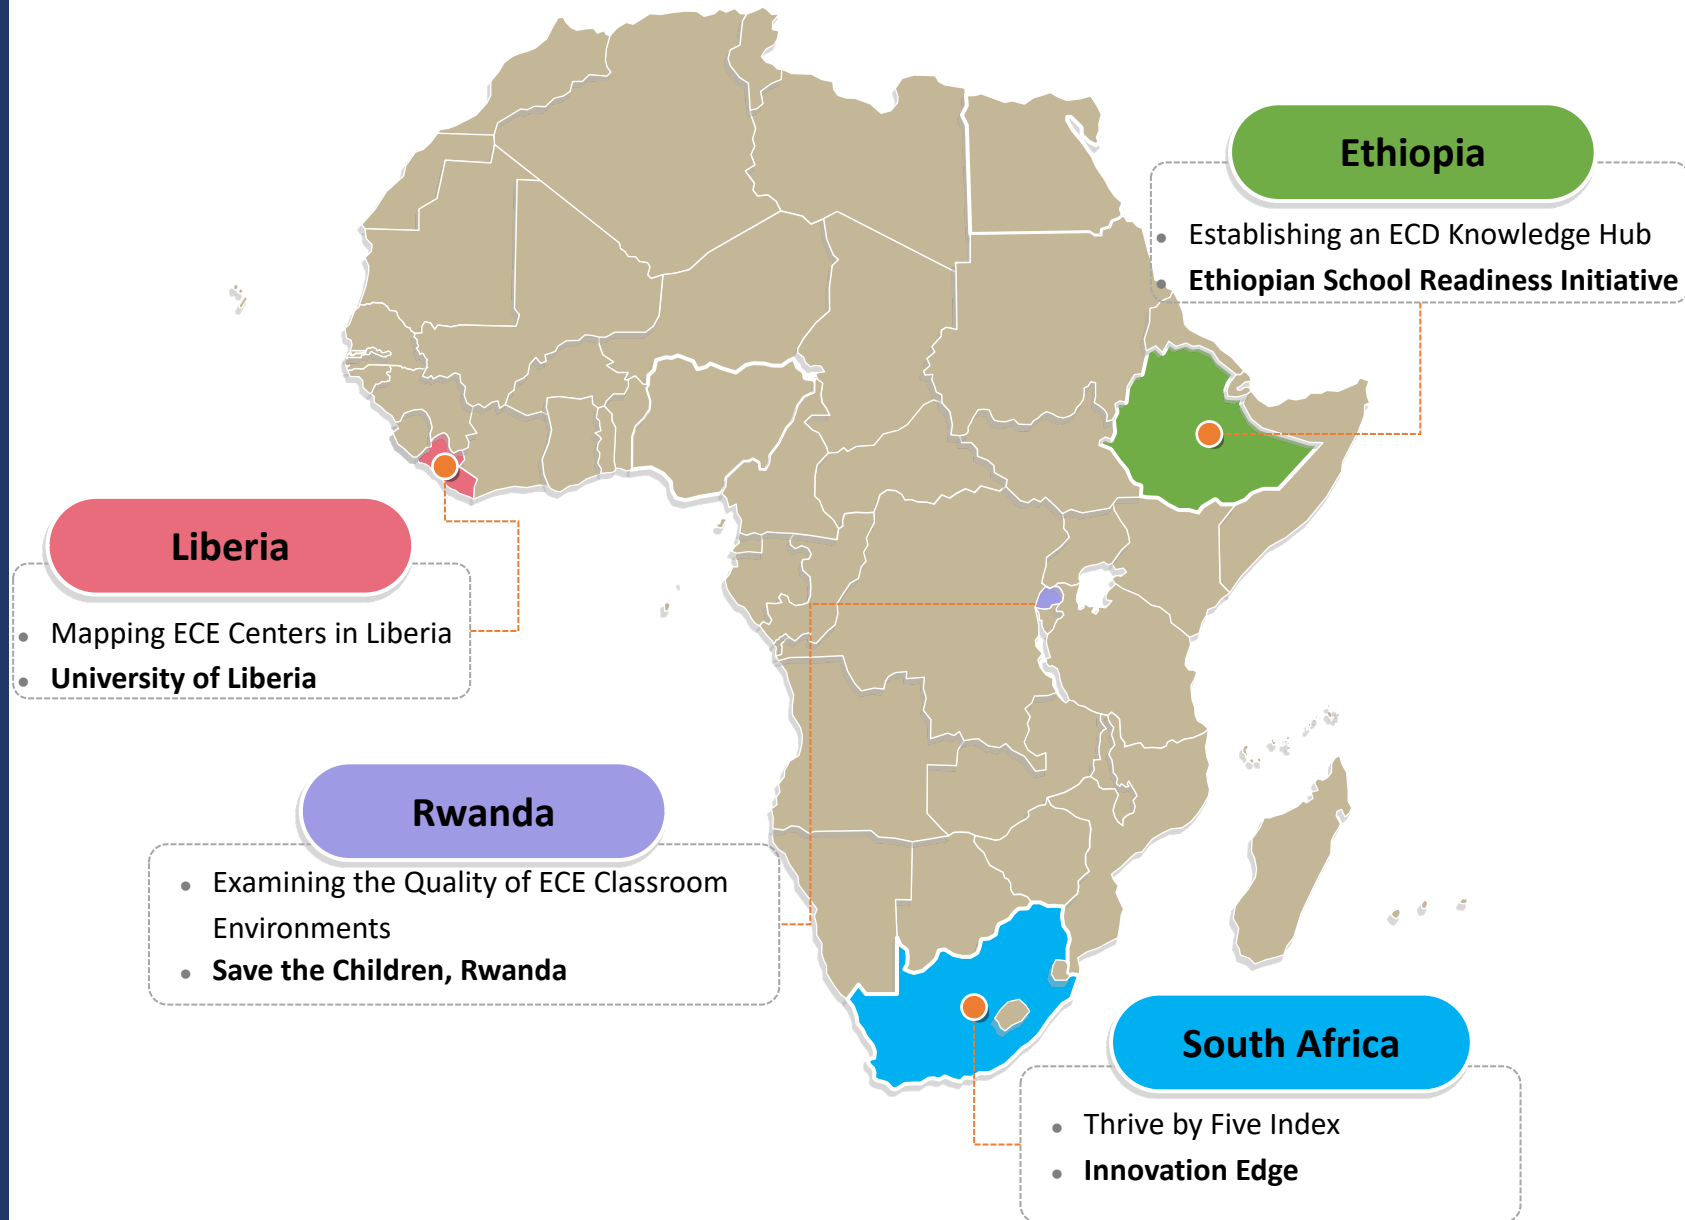 Ethiopia
• Establishing an ECD Knowledge Hub
• Ethiopian School Readiness Initiative
Liberia
• Mapping ECE Centers in Liberia
• University of Liberia
Rwanda
• Examining the Quality of ECE Classroom
Environments
• Save the Children, Rwanda
South Africa
• Thrive by Five Index
• Innovation Edge